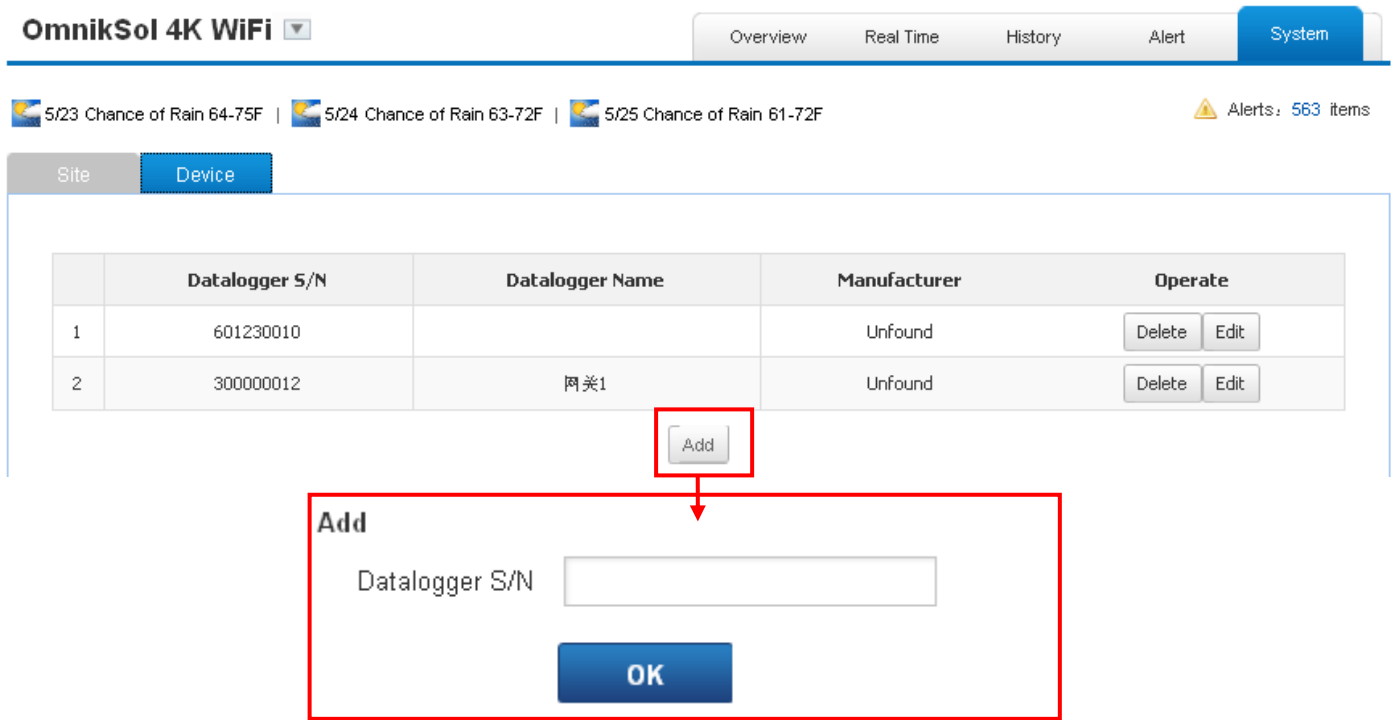 OmnikSol 4K WiFi
Overview Real Time History Alert System
5/23 Chance of Rain 64-75F | 5/24 Chance of Rain 63-72F | 5/25 Chance of Rain 61-72F
Alerts：563 items
Site Device
Datalogger S/N Datalogger Name Manufacturer Operate
1 601230010 Unfound Delete Edit
2 300000012 网关1 Unfound Delete Edit
Add
Add
Datalogger S/N
OK